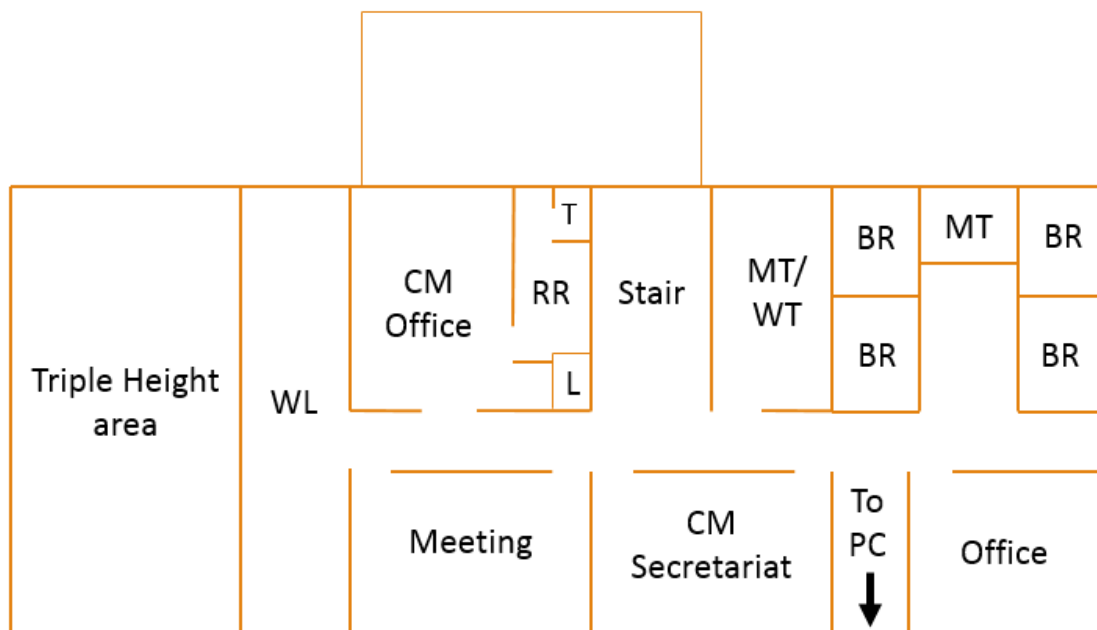 T
BR
MT
BR
CM
Office
RR
Stair
MT/
WT
Triple Height
area
WL
L
BR
BR
Meeting
CM
Secretariat
To
PC
Office